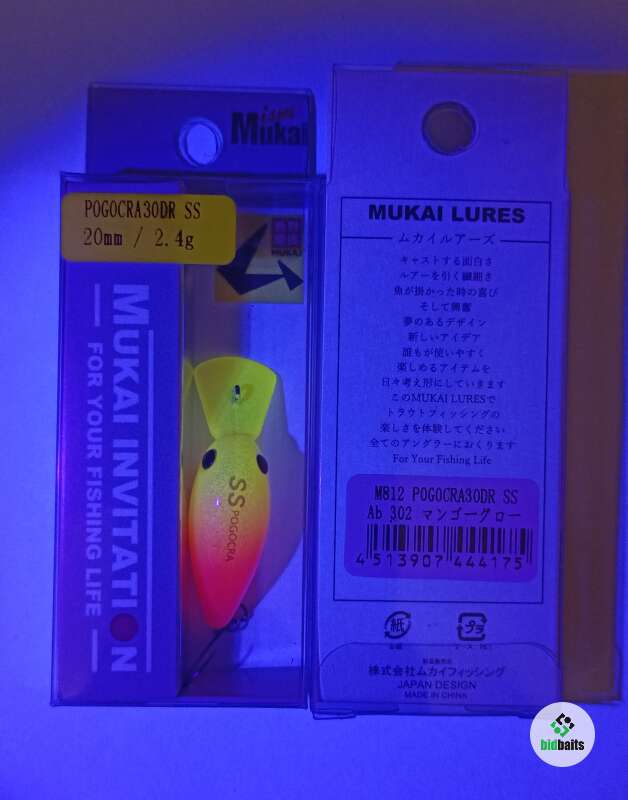 ism
Mukai
POGOCRA30DR SS
20mm / 2.4g
MUKAI
MUKAI INVITATION
FOR YOUR FISHING LIFE
SS POGOCRA
MUKAI LURES
ムカイルアーズ
キャストする面白さ
ルアーを引く繊細さ
魚が掛かった時の喜び
そして興奮
夢のあるデザイン
新しいアイデア
誰もが使いやすく
楽しめるアイテムを
日々考え形にしていきます
このMUKAI LURESで
トラウトフィッシングの
楽しさを体験してください
全てのアングラーにおくります
For Your Fishing Life
M812 POGOCRA30DR SS
Ab 302 マンゴーグロー
4 513907 444175
紙
プラ
株式会社ムカイフィッシング
JAPAN DESIGN
MADE IN CHINA
bidbaits